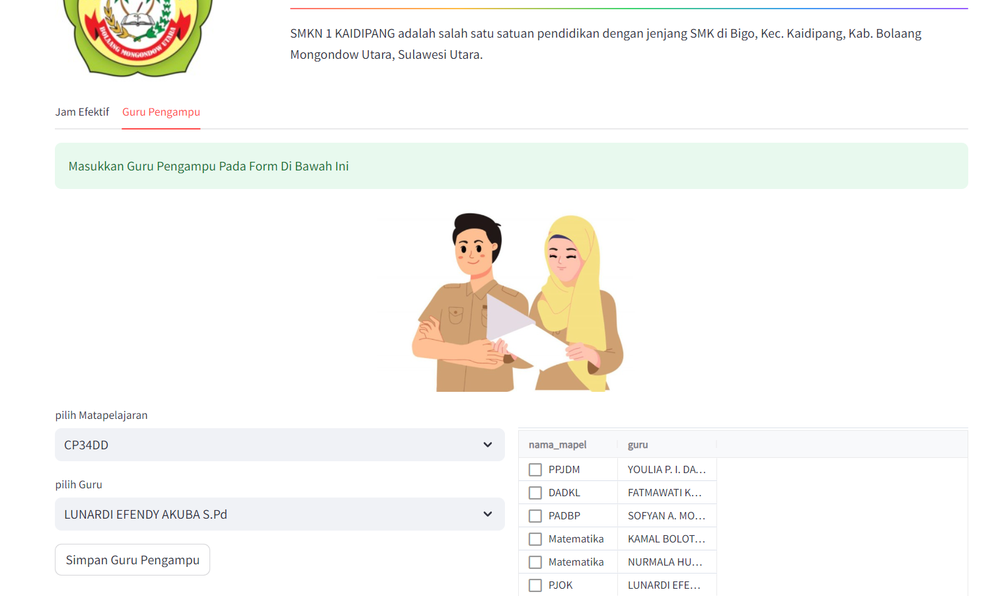 BOLAANG MONGONDOW UTARA
SMKN 1 KAIDIPANG adalah salah satu satuan pendidikan dengan jenjang SMK di Bigo, Kec. Kaidipang, Kab. Bolaang
Mongondow Utara, Sulawesi Utara.
Jam Efektif Guru Pengampu
Masukkan Guru Pengampu Pada Form Di Bawah Ini
pilih Matapelajaran
CP34DD
pilih Guru
LUNARDI EFENDY AKUBA S.Pd
Simpan Guru Pengampu
nama_mapel guru
PPJDM YOULIA P. I. DA...
DADKL FATMAWATI K...
PADBP SOFYAN A. MO...
Matematika KAMAL BOLOT...
Matematika NURMALA HU...
PJOK LUNARDI EFE...